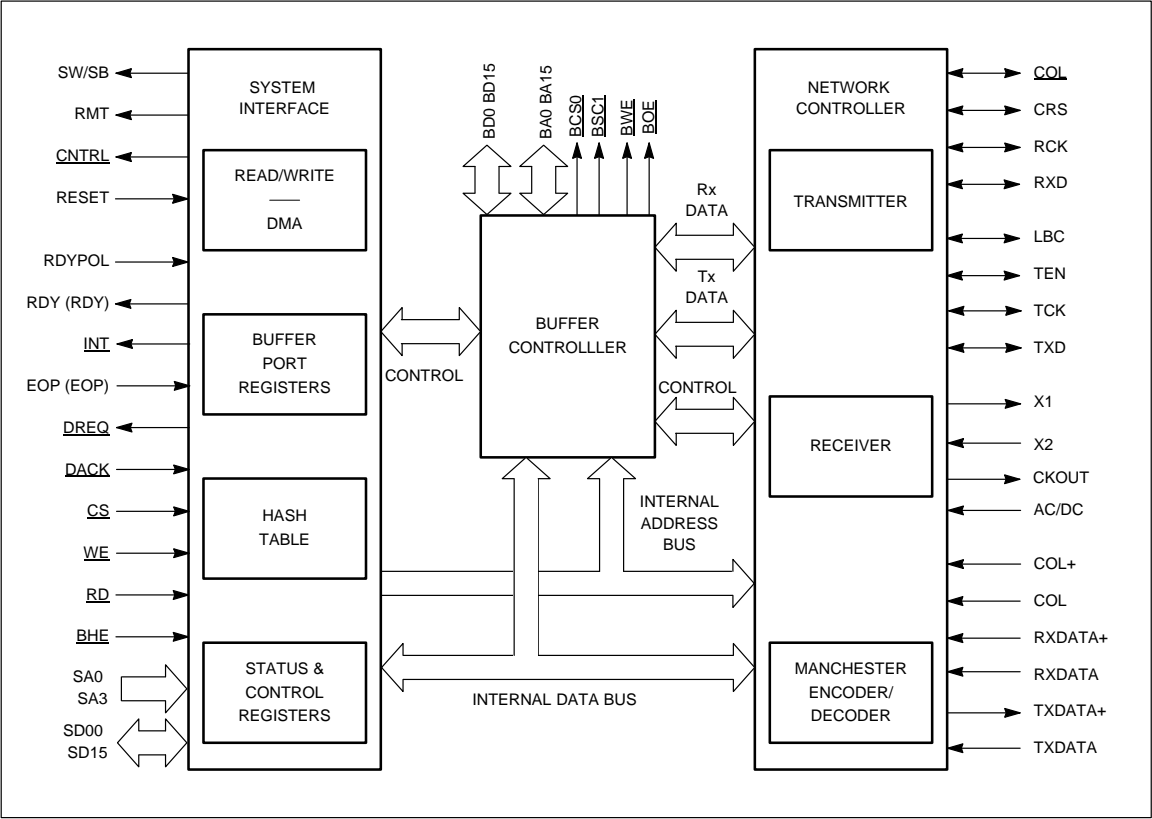 SW/SB
RMT
CNTRL
RESET
RDYPOL
RDY (RDY)
INT
EOP (EOP)
DREQ
DACK
CS
WE
RD
BHE
SA0
SA3
SD00
SD15
SYSTEM
INTERFACE
READ/WRITE
DMA
BUFFER
PORT
REGISTERS
HASH
TABLE
STATUS &
CONTROL
REGISTERS
CONTROL
BD0 BD15
BA0 BA15
BCS0
BSC1
BWE
BOE
BUFFER
CONTROLLLER
Rx
DATA
Tx
DATA
CONTROL
INTERNAL
ADDRESS
BUS
INTERNAL DATA BUS
NETWORK
CONTROLLER
TRANSMITTER
RECEIVER
MANCHESTER
ENCODER/
DECODER
COL
CRS
RCK
RXD
LBC
TEN
TCK
TXD
X1
X2
CKOUT
AC/DC
COL+
COL
RXDATA+
RXDATA
TXDATA+
TXDATA